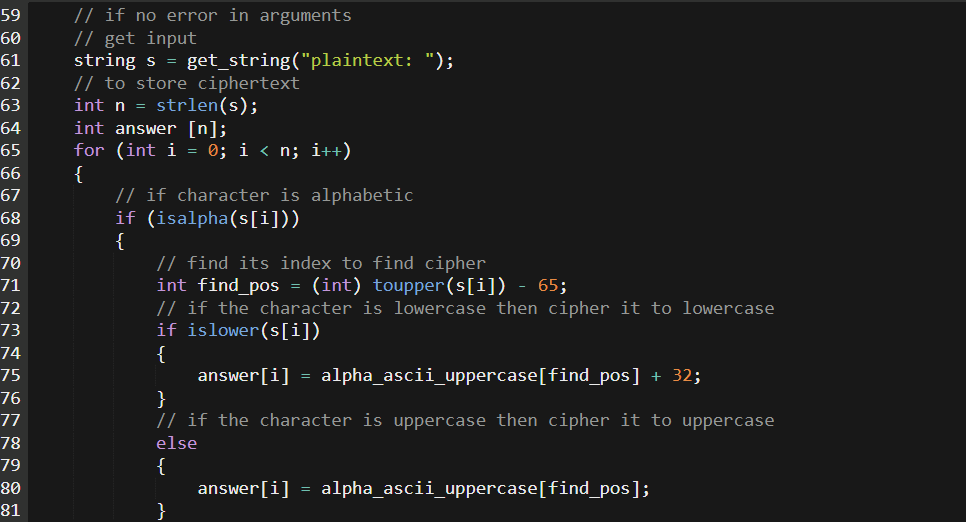 59 // if no error in arguments
60 // get input
61 string s = get_string("plaintext: ");
62 // to store ciphertext
63 int n = strlen(s);
64 int answer [n];
65 for (int i = 0; i < n; i++)
66 {
67 // if character is alphabetic
68 if (isalpha(s[i]))
69 {
70 // find its index to find cipher
71 int find_pos = (int) toupper(s[i]) - 65;
72 // if the character is lowercase then cipher it to lowercase
73 if islower(s[i])
74 {
75 answer[i] = alpha_ascii_uppercase[find_pos] + 32;
76 }
77 // if the character is uppercase then cipher it to uppercase
78 else
79 {
80 answer[i] = alpha_ascii_uppercase[find_pos];
81 }